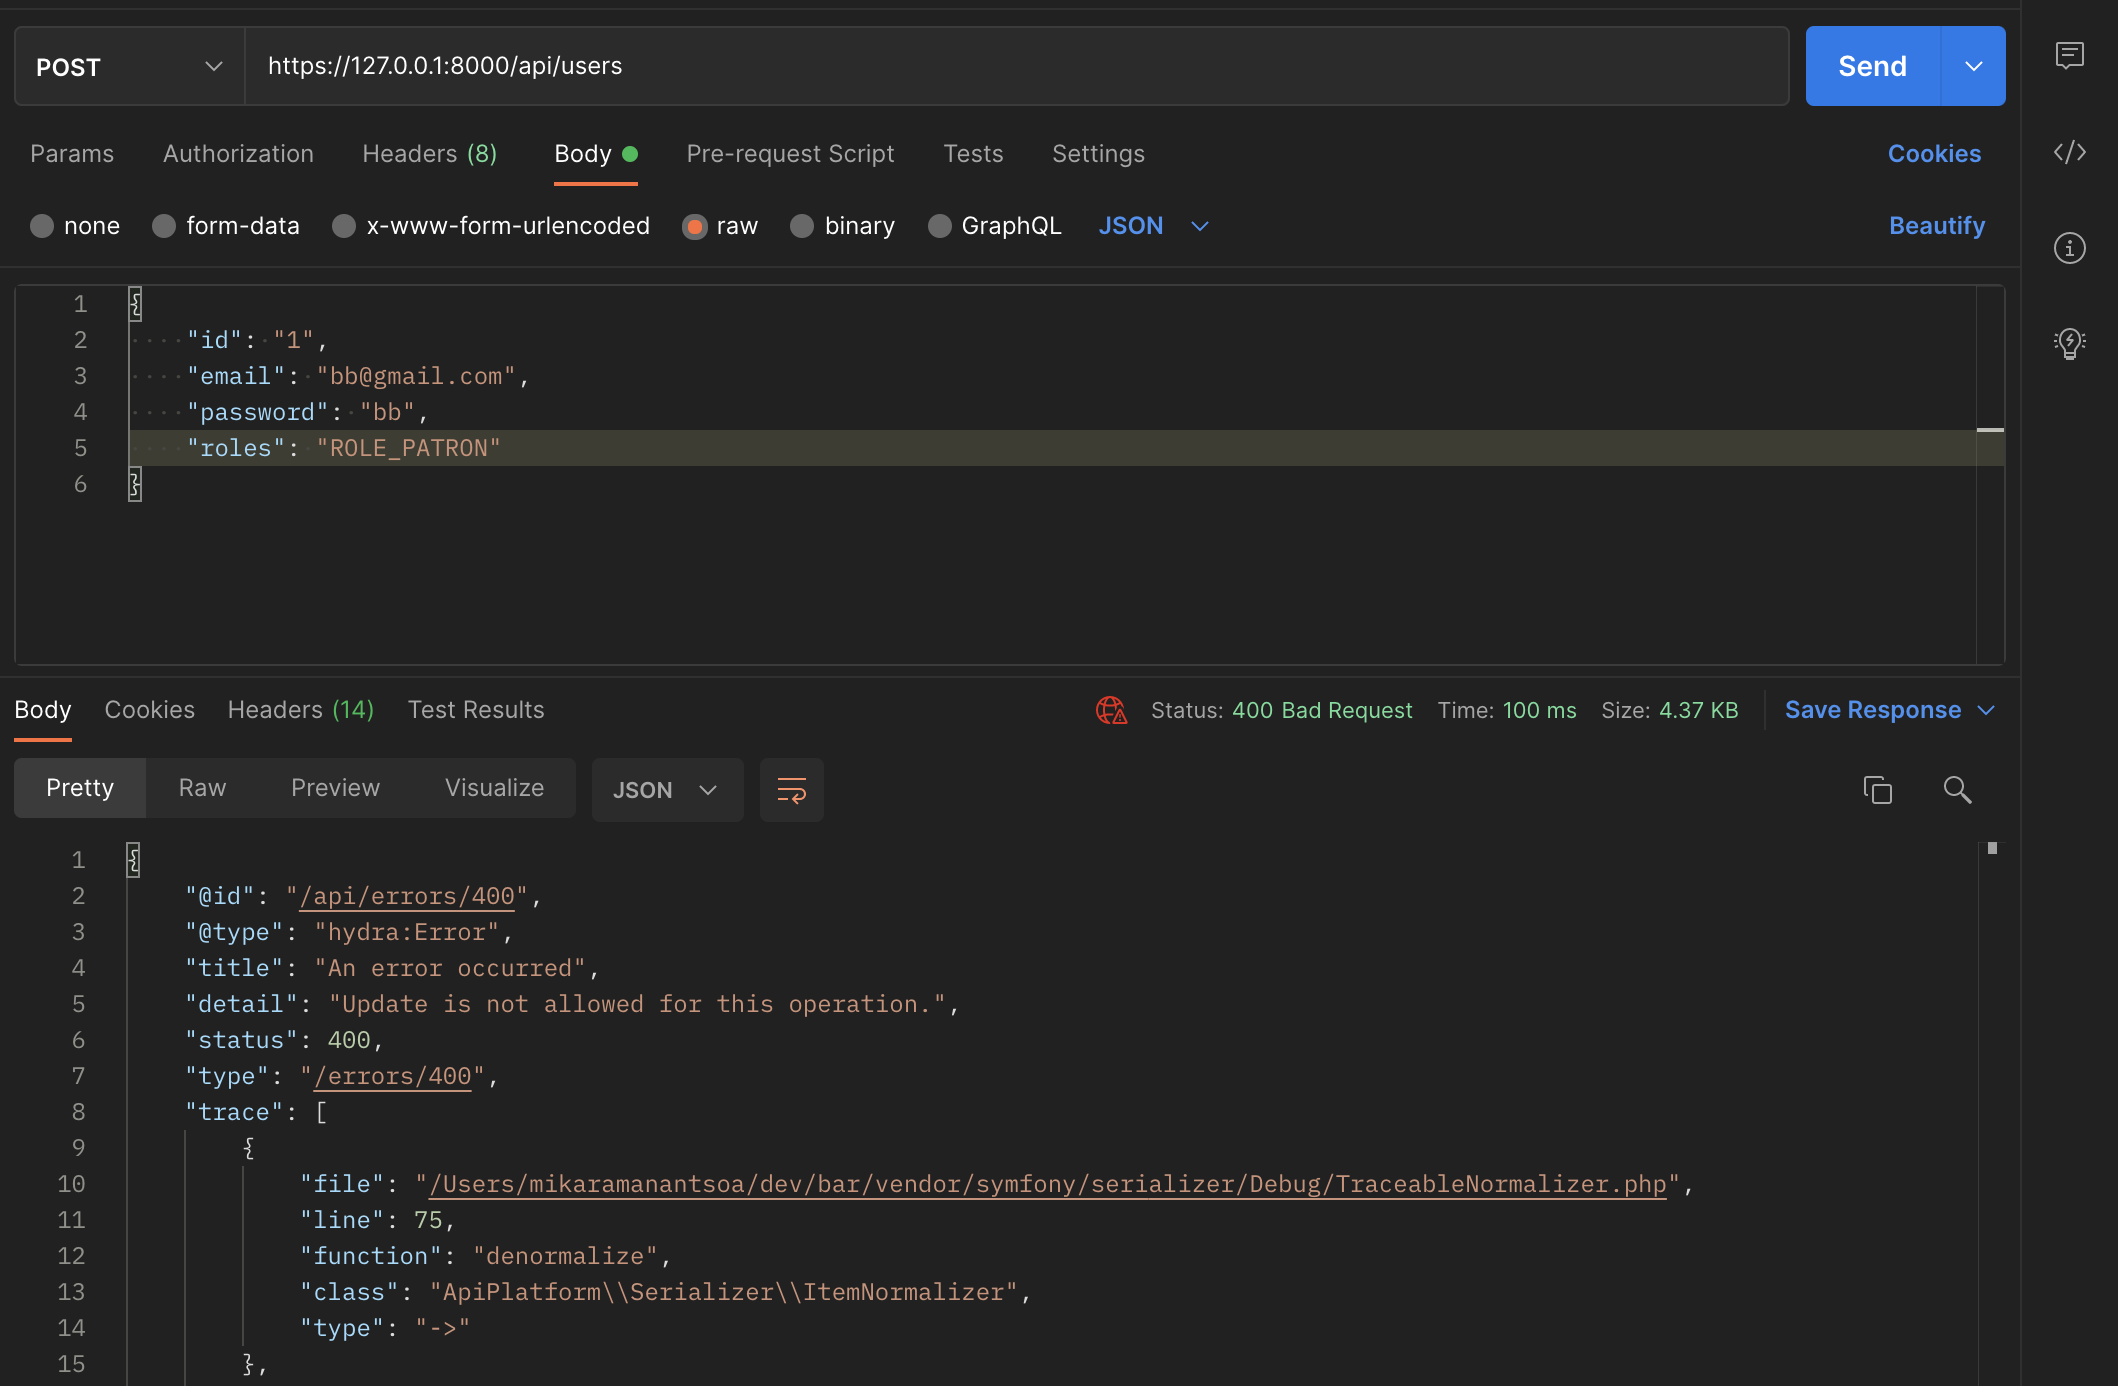 POST https://127.0.0.1:8000/api/users Send
Params Authorization Headers (8) Body Pre-request Script Tests Settings Cookies
none form-data x-www-form-urlencoded raw binary GraphQL JSON Beautify
1 {
2 "id": "1",
3 "email": "bb@gmail.com",
4 "password": "bb",
5 "roles": "ROLE_PATRON"
6 }
Body Cookies Headers (14) Test Results Status: 400 Bad Request Time: 100 ms Size: 4.37 KB Save Response
Pretty Raw Preview Visualize JSON
1 {
2 "@id": "/api/errors/400",
3 "@type": "hydra:Error",
4 "title": "An error occurred",
5 "detail": "Update is not allowed for this operation.",
6 "status": 400,
7 "type": "/errors/400",
8 "trace": [
9 {
10 "file": "/Users/mikaramanantsoa/dev/bar/vendor/symfony/serializer/Debug/TraceableNormalizer.php",
11 "line": 75,
12 "function": "denormalize",
13 "class": "ApiPlatform\\Serializer\\ItemNormalizer",
14 "type": "->"
15 },